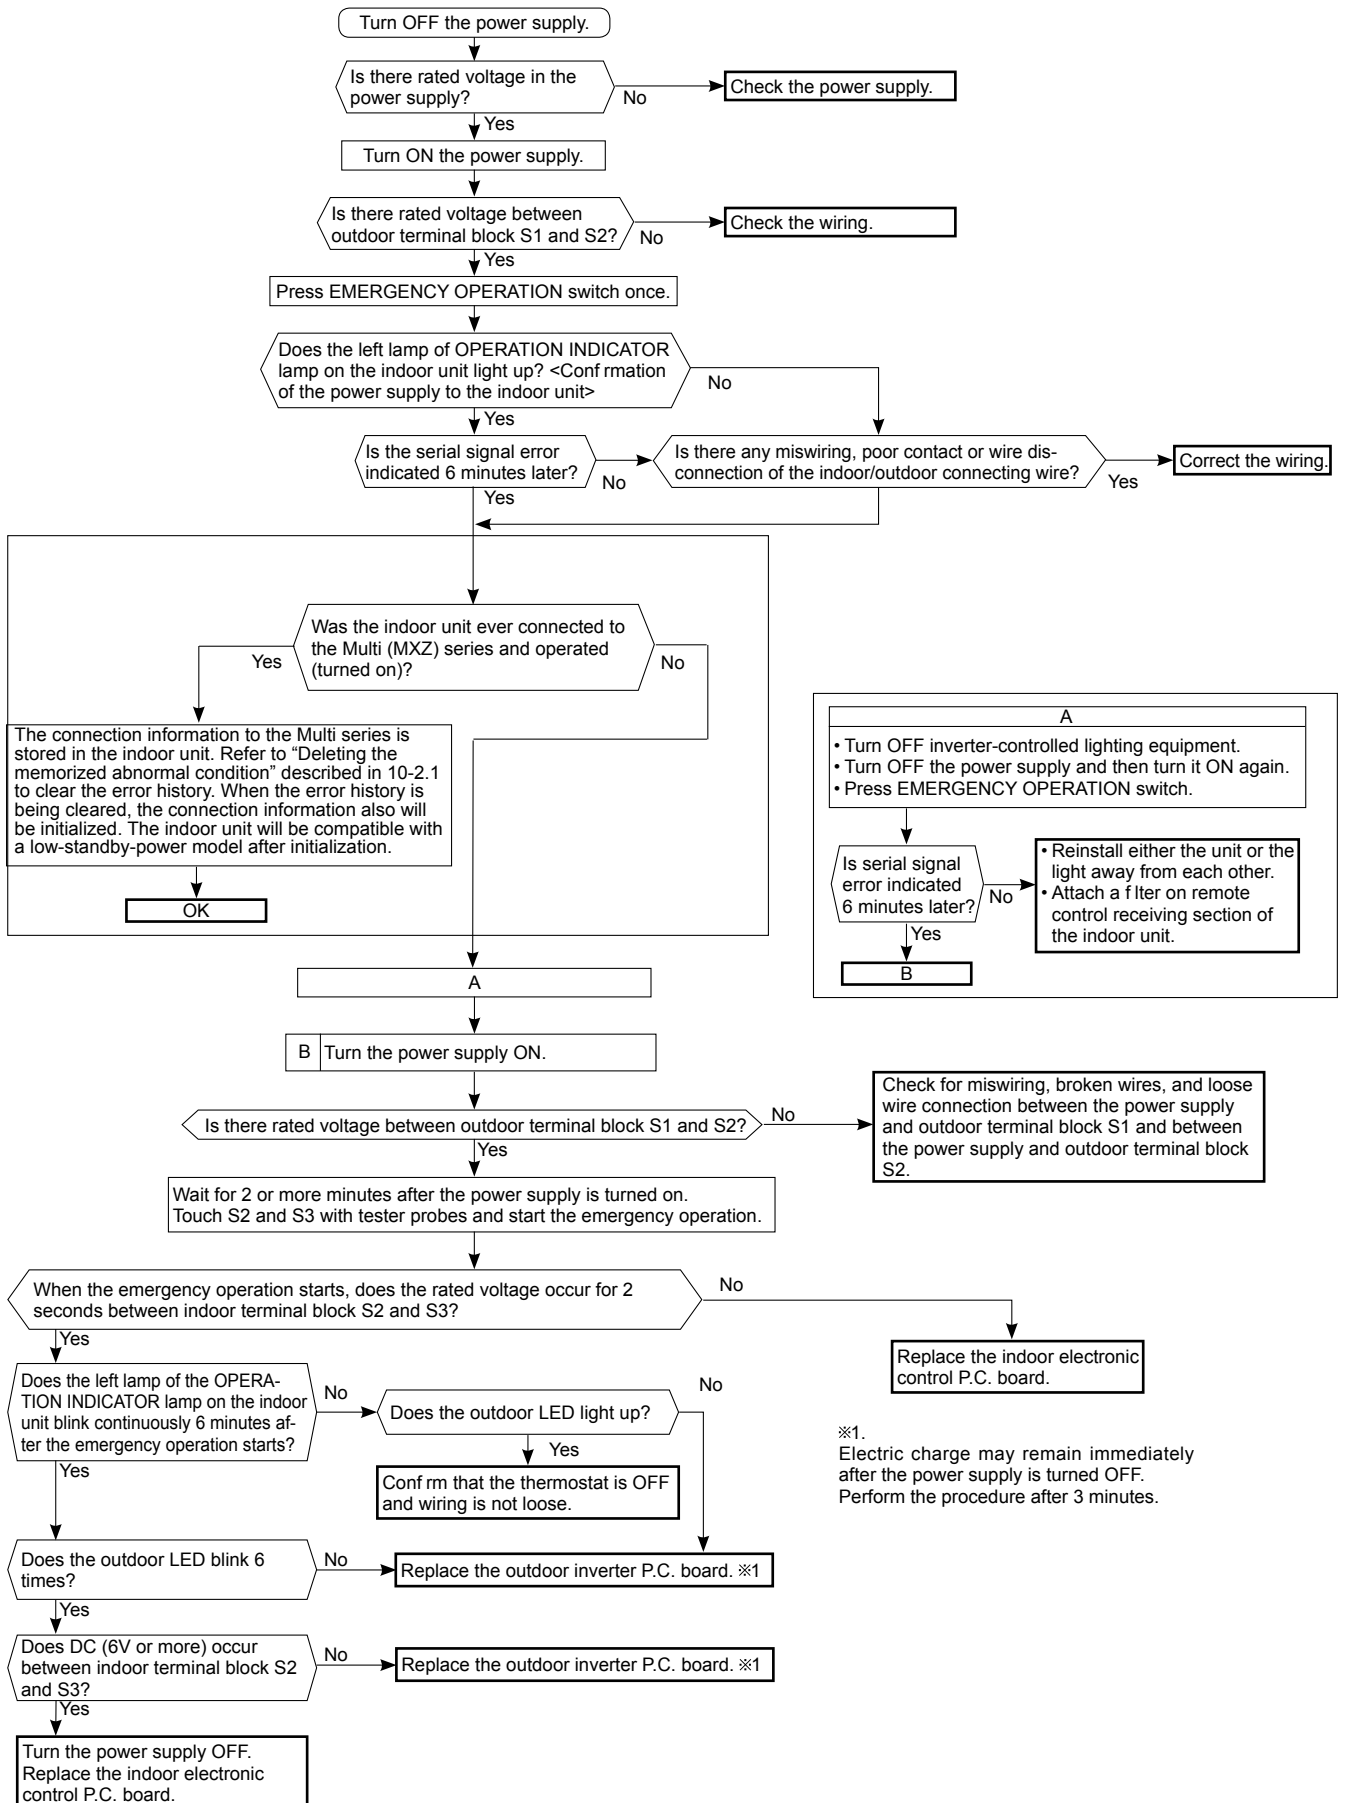 Turn OFF the power supply.
Is there rated voltage in the
power supply?
No
Check the power supply.
Yes
Turn ON the power supply.
Is there rated voltage between
outdoor terminal block S1 and S2?
No
Check the wiring.
Yes
Press EMERGENCY OPERATION switch once.
Does the left lamp of OPERATION INDICATOR
lamp on the indoor unit light up? <Conf rmation
of the power supply to the indoor unit>
No
Yes
Is the serial signal error
indicated 6 minutes later?
No
Yes
Is there any miswiring, poor contact or wire dis-
connection of the indoor/outdoor connecting wire?
Yes
Correct the wiring.
Was the indoor unit ever connected to
the Multi (MXZ) series and operated
(turned on)?
Yes
No
The connection information to the Multi series is
stored in the indoor unit. Refer to “Deleting the
memorized abnormal condition” described in 10-2.1
to clear the error history. When the error history is
being cleared, the connection information also will
be initialized. The indoor unit will be compatible with
a low-standby-power model after initialization.
OK
A
• Turn OFF inverter-controlled lighting equipment.
• Turn OFF the power supply and then turn it ON again.
• Press EMERGENCY OPERATION switch.
Is serial signal
error indicated
6 minutes later?
No
Yes
• Reinstall either the unit or the
light away from each other.
• Attach a f lter on remote
control receiving section of
the indoor unit.
B
A
B Turn the power supply ON.
Is there rated voltage between outdoor terminal block S1 and S2?
No
Yes
Check for miswiring, broken wires, and loose
wire connection between the power supply
and outdoor terminal block S1 and between
the power supply and outdoor terminal block
S2.
Wait for 2 or more minutes after the power supply is turned on.
Touch S2 and S3 with tester probes and start the emergency operation.
When the emergency operation starts, does the rated voltage occur for 2
seconds between indoor terminal block S2 and S3?
No
Yes
Replace the indoor electronic
control P.C. board.
Does the left lamp of the OPERA-
TION INDICATOR lamp on the indoor
unit blink continuously 6 minutes af-
ter the emergency operation starts?
No
Yes
Does the outdoor LED light up?
No
Yes
Conf rm that the thermostat is OFF
and wiring is not loose.
※1.
Electric charge may remain immediately
after the power supply is turned OFF.
Perform the procedure after 3 minutes.
Does the outdoor LED blink 6
times?
No
Yes
Replace the outdoor inverter P.C. board. ※1
Does DC (6V or more) occur
between indoor terminal block S2
and S3?
No
Yes
Replace the outdoor inverter P.C. board. ※1
Turn the power supply OFF.
Replace the indoor electronic
control P.C. board.